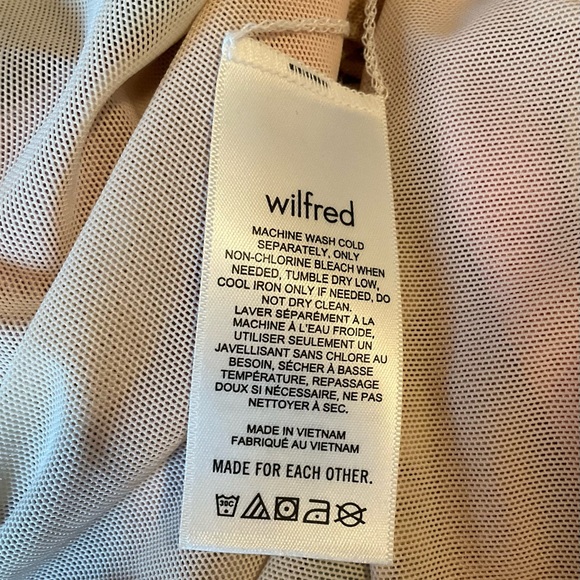 wilfred
MACHINE WASH COLD
SEPARATELY, ONLY
NON-CHLORINE BLEACH WHEN
NEEDED, TUMBLE DRY LOW,
COOL IRON ONLY IF NEEDED, DO
NOT DRY CLEAN.
LAVER SÉPARÉMENT À LA
MACHINE À L'EAU FROIDE,
UTILISER SEULEMENT UN
JAVELLISANT SANS CHLORE AU
BESOIN, SÉCHER À BASSE
TEMPÉRATURE, REPASSAGE
DOUX SI NÉCESSAIRE, NE PAS
NETTOYER À SEC.
MADE IN VIETNAM
FABRIQUÉ AU VIETNAM
MADE FOR EACH OTHER.
30C